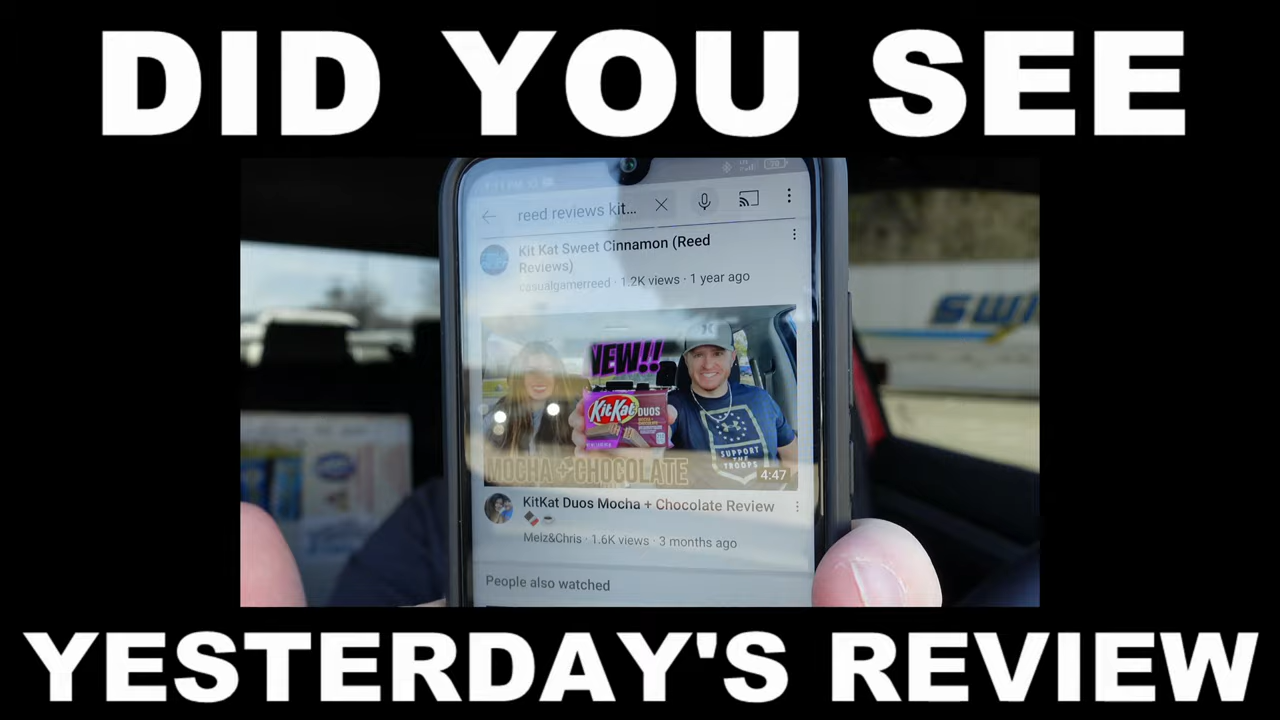 DID YOU SEE
reed reviews kit...
Kit Kat Sweet Cinnamon (Reed
Reviews)
casualgamerreed · 1.2K views · 1 year ago
NEW!!
KitKat DUOS
SUPPORT
THE
TROOPS
MOCHA + CHOCOLATE
4:47
KitKat Duos Mocha + Chocolate Review
Melz&Chris · 1.6K views · 3 months ago
People also watched
YESTERDAY'S REVIEW